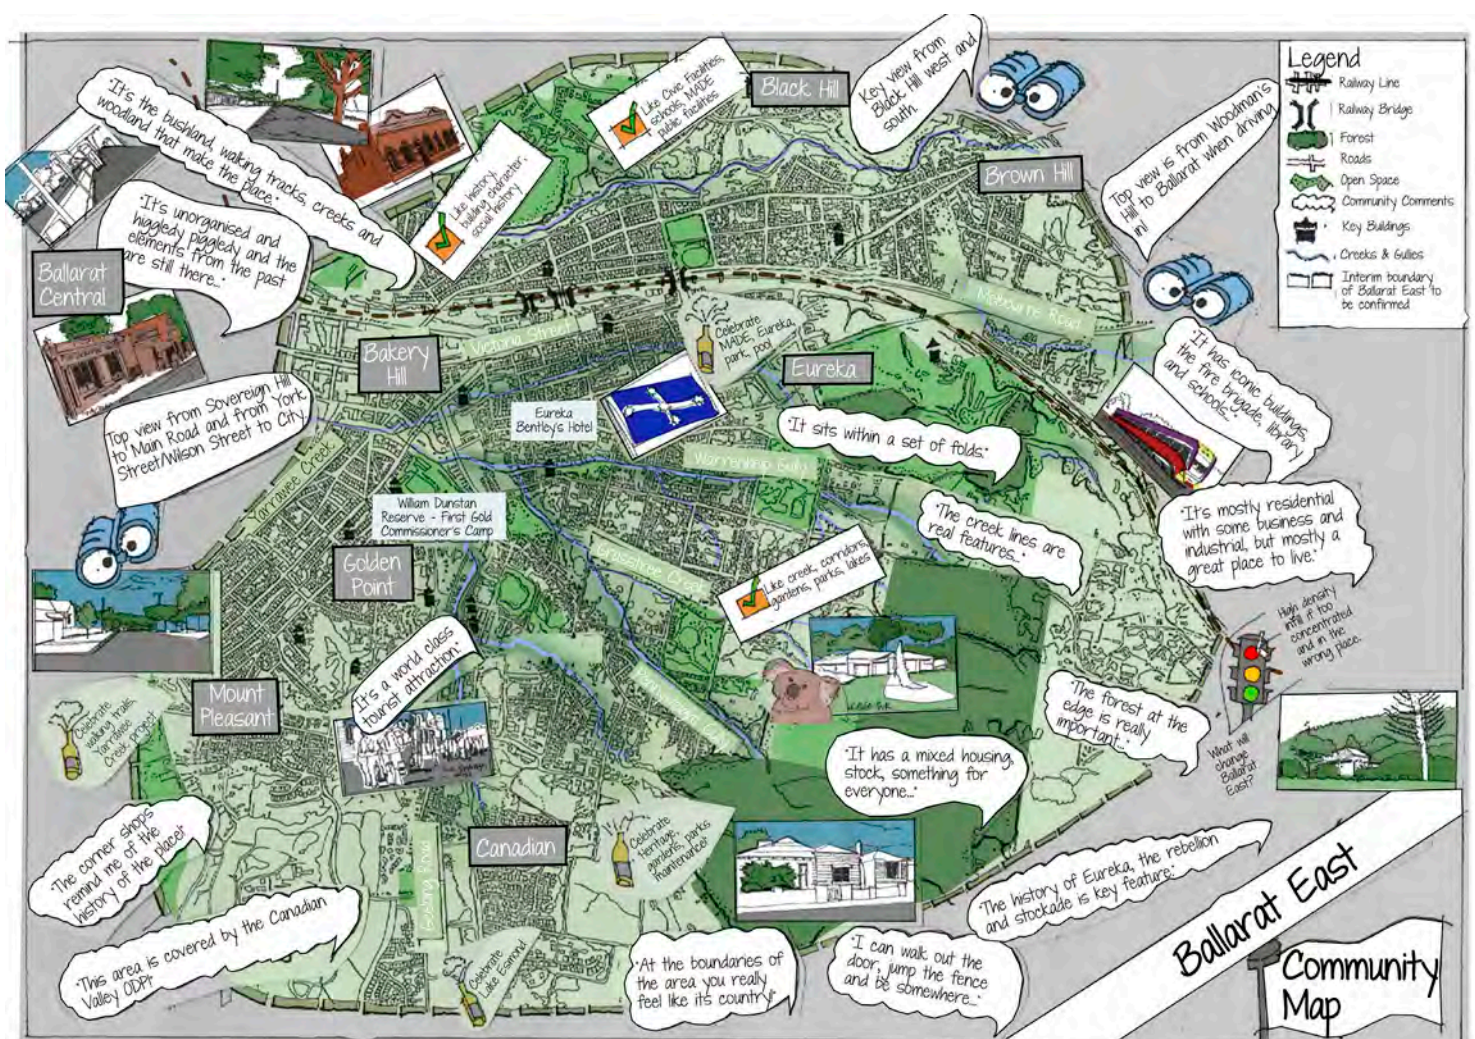 Legend
Railway Line
Railway Bridge
Forest
Roads
Open Space
Community Comments
Key Buildings
Creeks & Gullies
Interim boundary
of Ballarat East to
be confirmed
"It's the bushland, walking tracks, creeks and
woodland that make the place."
"It's unorganised and
higgledy piggledy and the
elements from the past
are still there..."
Like history,
building character,
social history
Like Civic Facilities,
schools, MADE
public facilities
Black Hill
Key view from
Black Hill west and
south.
Brown Hill
Top view is from Woodman's
Hill to Ballarat when driving
in!
Ballarat
Central
Bakery
Hill
Victoria Street
Melbourne Road
Celebrate
MADE, Eureka,
park, pool
Eureka
"It has iconic buildings,
the fire brigade, library
and schools..."
Top view from Sovereign Hill
to Main Road and from York
Street/Wilson Street to City
Eureka
Bentley's Hotel
"It sits within a set of folds."
Yarrawee Creek
Warrenheip Gully
William Dunstan
Reserve - First Gold
Commissioner's Camp
"The creek lines are
real features..."
"It's mostly residential
with some business and
industrial, but mostly a
great place to live."
Golden
Point
Grasstree Creek
Like creek, corridors,
gardens, parks, lakes
High density
infill if too
concentrated
and in the
wrong place.
"It's a world class
tourist attraction."
Mount
Pleasant
Celebrate
walking trails,
Yarrawee
Creek project
"The forest at the
edge is really
important..."
What will
change
Ballarat
East?
"It has a mixed housing
stock, something for
everyone..."
"The corner shops
remind me of the
history of the place"
Geelong Road
Canadian
Celebrate
heritage,
gardens, parks
maintenance?
"The history of Eureka, the rebellion
and stockade is key feature."
"This area is covered by the Canadian
Valley ODP"
Celebrate
Lake Esmond
"At the boundaries of
the area you really
feel like its country!"
"I can walk out the
door, jump the fence
and be somewhere..."
Ballarat East
Community
Map